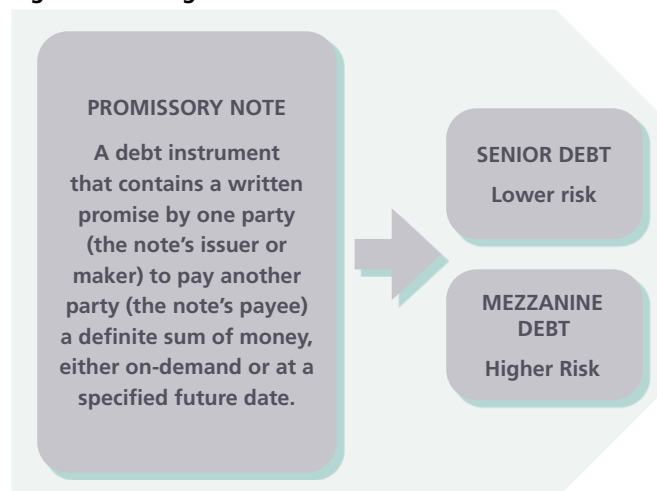 PROMISSORY NOTE
A debt instrument
that contains a written
promise by one party
(the note's issuer or
maker) to pay another
party (the note's payee)
a definite sum of money,
either on-demand or at a
specified future date.
SENIOR DEBT
Lower risk
MEZZANINE
DEBT
Higher Risk